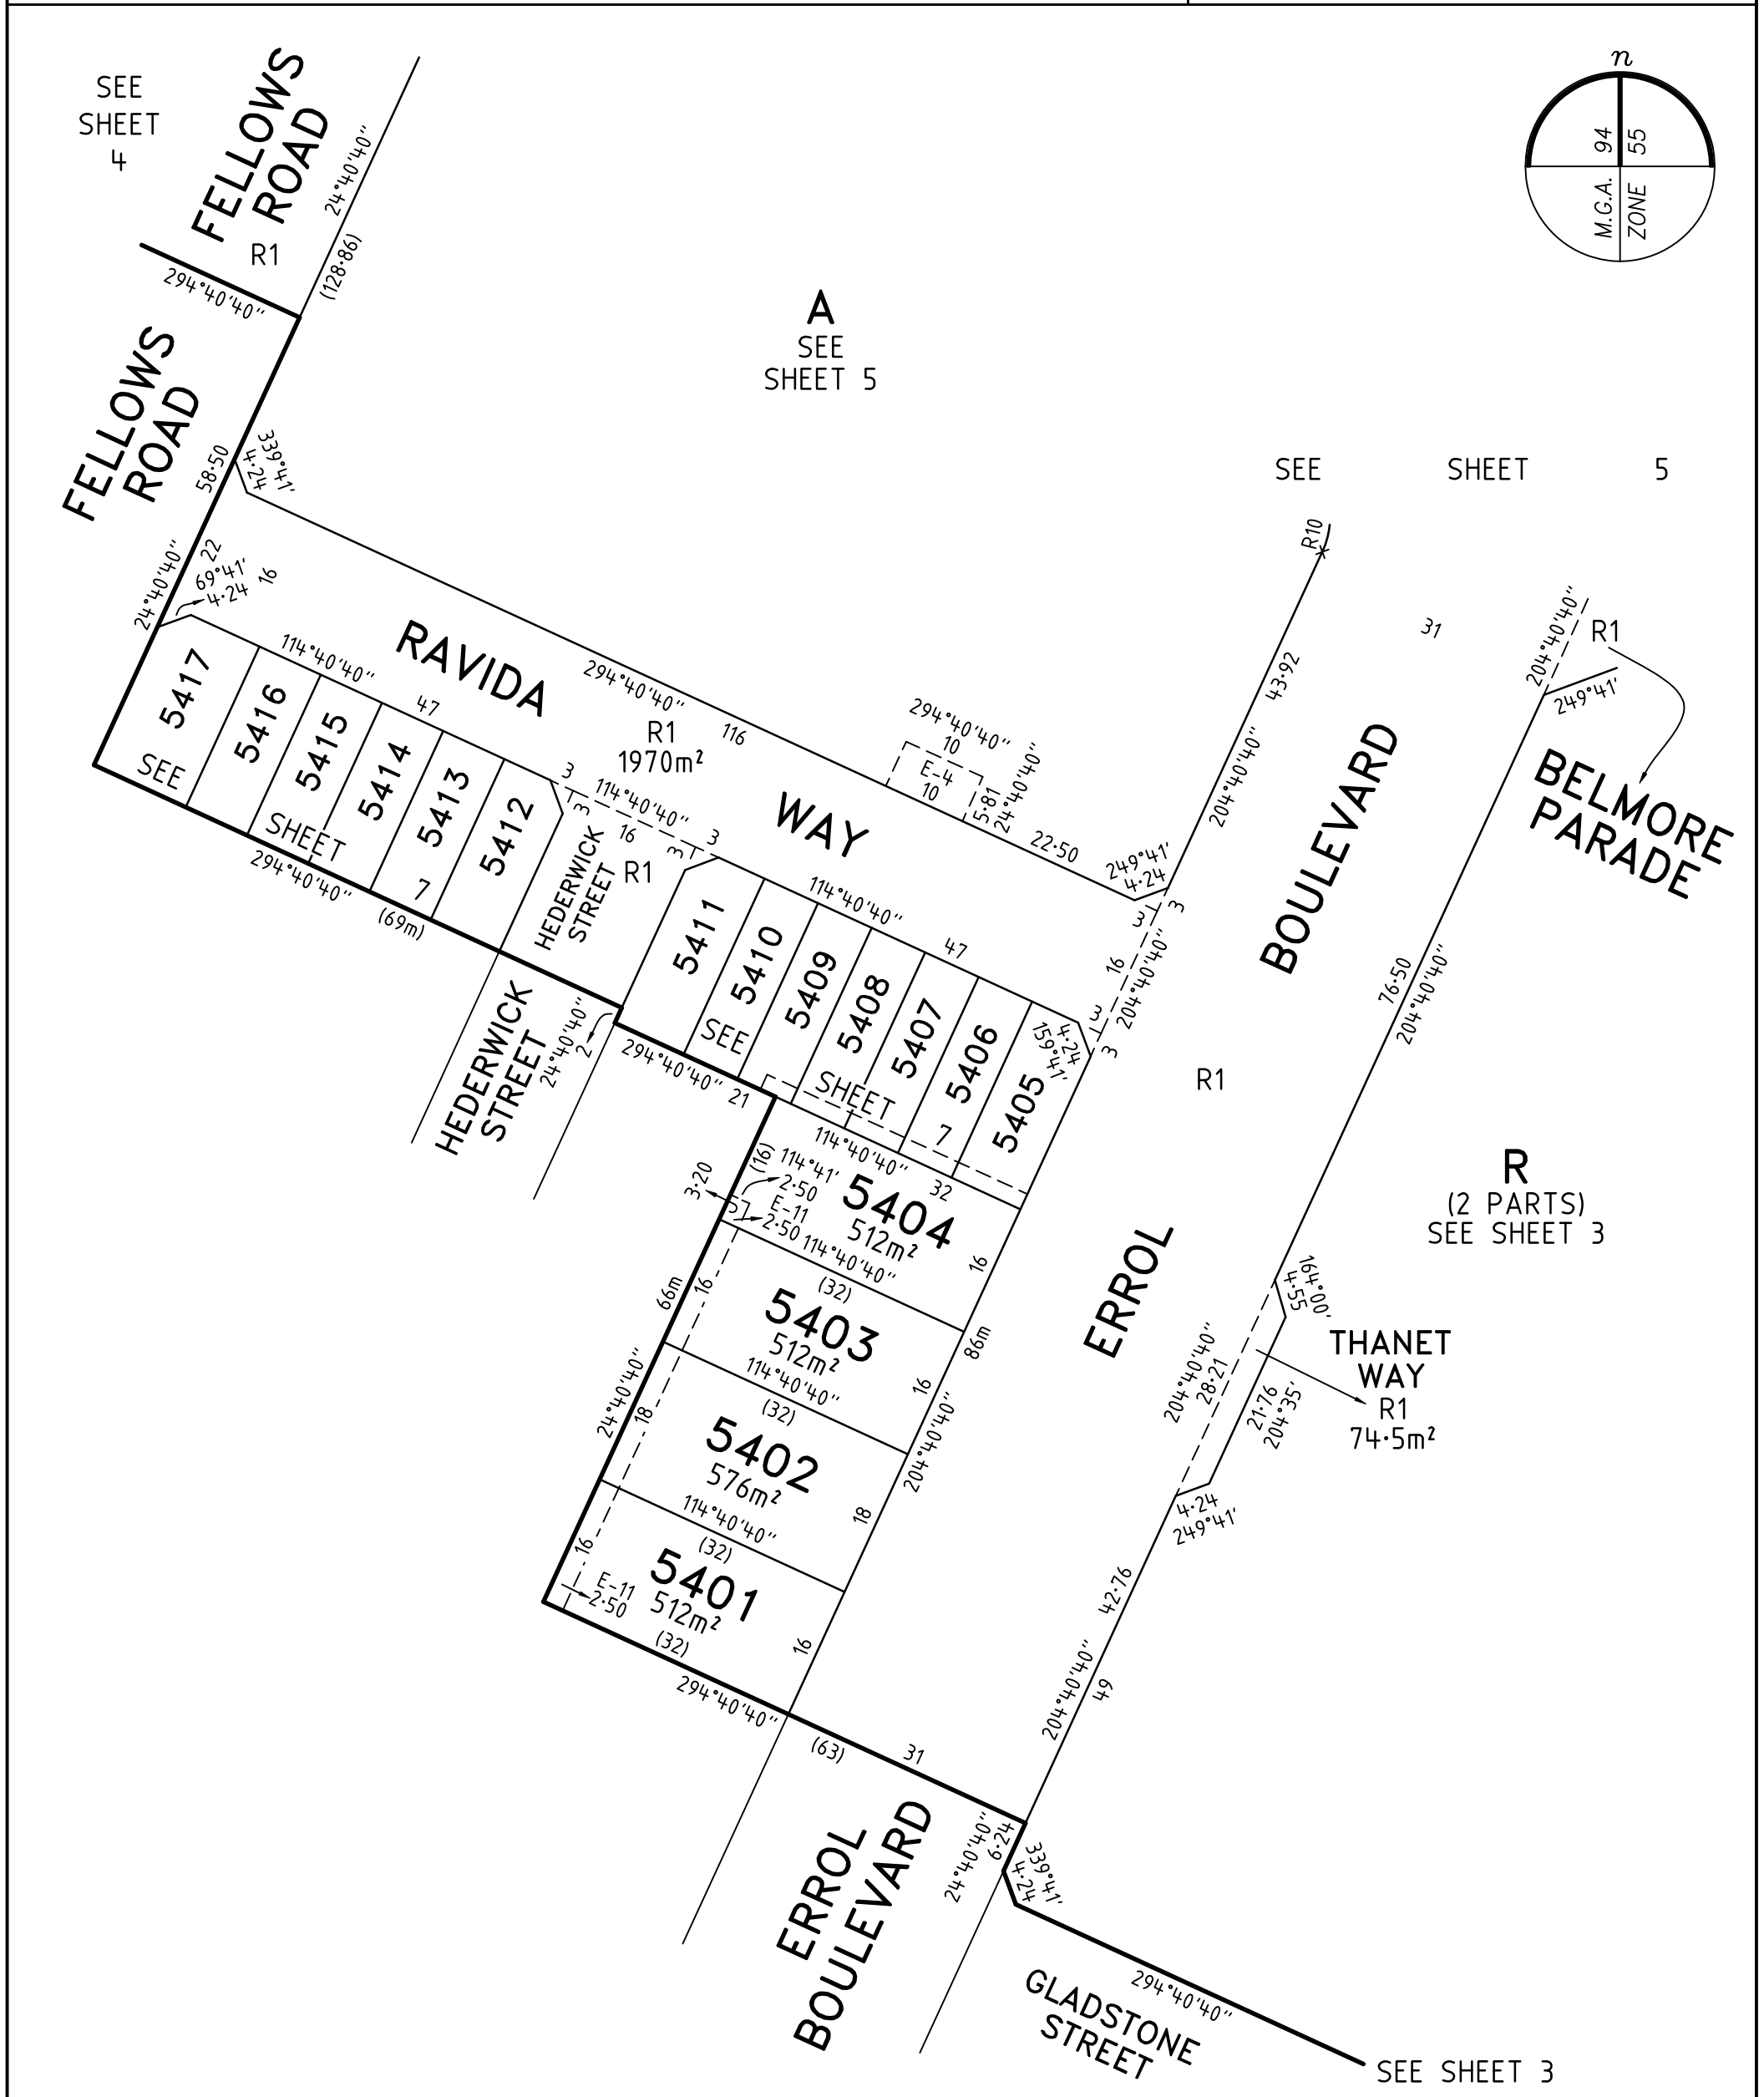 SEE
SHEET
4
FELLOWS
ROAD
R1
24°40'40"
(128·86)
294°40'40"
n
94
55
M.G.A.
ZONE
A
SEE
SHEET 5
FELLOWS
ROAD
58·50
339°41'
4·24
SEE SHEET 5
R10
24°40'40"
22
69°41'
4·24
16
114°40'40"
47
RAVIDA
294°40'40"
116
R1
1970m²
WAY
294°40'40"
10
E-4
10
5·81
24°40'40"
22·50
249°41'
4·24
43·92
204°40'40"
31
204°40'40"
R1
249°41'
BELMORE
PARADE
BOULEVARD
5417
5416
5415
5414
5413
5412
SEE
SHEET
7
294°40'40"
(69m)
3
3
114°40'40"
16
3
3
R1
HEDERWICK
STREET
HEDERWICK
STREET
24°40'40"
2
294°40'40"
21
5411
5410
5409
5408
5407
5406
5405
SEE
SHEET
7
114°40'40"
47
3
3
16
204°40'40"
3
3
4·24
159°41'
76·50
204°40'40"
R1
R
(2 PARTS)
SEE SHEET 3
114°40'40"
32
(16)
114°41'
2·50
3·20
5
E-11
2·50
5404
512m²
114°40'40"
(32)
16
ERROL
66m
16
5403
512m²
114°40'40"
(32)
16
86m
24°40'40"
18
5402
576m²
114°40'40"
(32)
18
204°40'40"
16
E-11
2·50
5401
512m²
(32)
16
294°40'40"
(63)
31
164°00'
4·55
THANET
WAY
R1
74·5m²
204°40'40"
28·21
21·76
204°35'
4·24
249°41'
42·76
204°40'40"
49
ERROL
BOULEVARD
24°40'40"
6·24
339°41'
4·24
294°40'40"
GLADSTONE
STREET
SEE SHEET 3